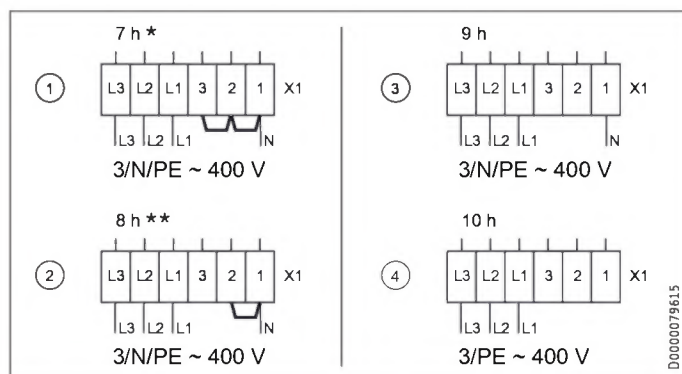 7 h *
1 L3 L2 L1 3 2 1 X1
L3 L2 L1 N
3/N/PE ~ 400 V
8 h **
2 L3 L2 L1 3 2 1 X1
L3 L2 L1 N
3/N/PE ~ 400 V
9 h
3 L3 L2 L1 3 2 1 X1
L3 L2 L1 N
3/N/PE ~ 400 V
10 h
4 L3 L2 L1 3 2 1 X1
L3 L2 L1
3/PE ~ 400 V
D0000079615